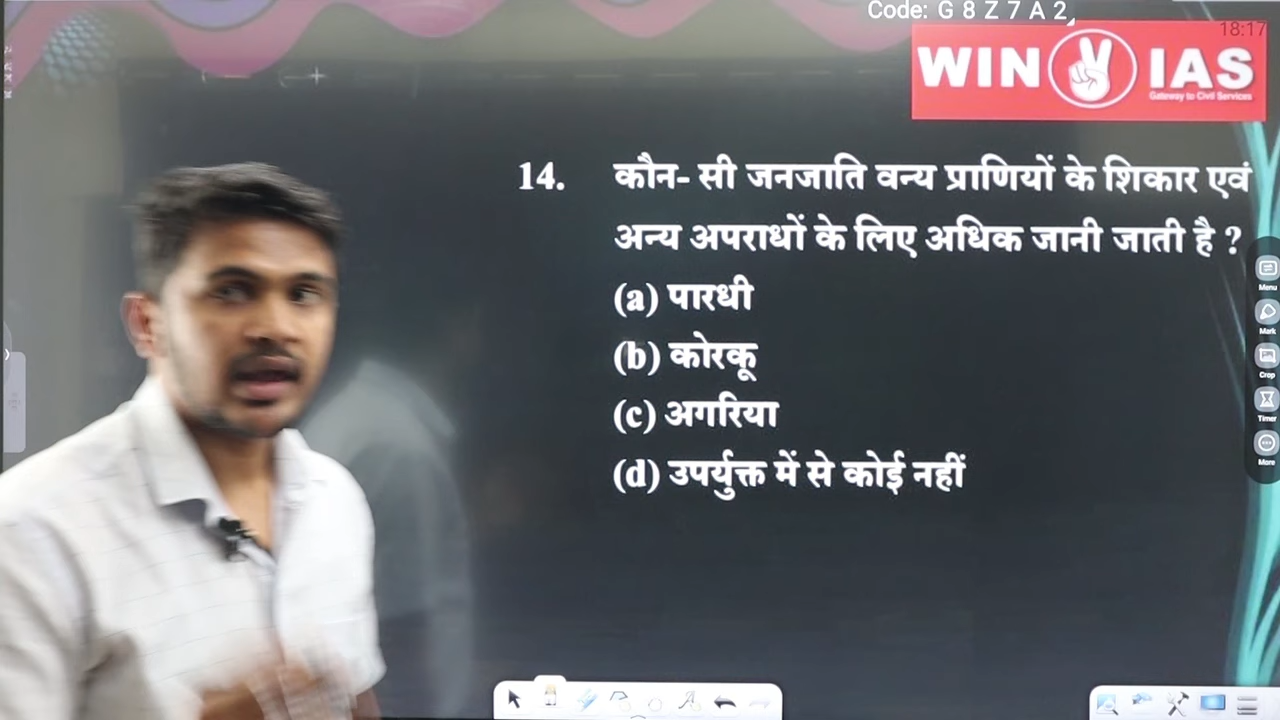 Code: G 8 Z 7 A 2
18:17
WIN IAS
Gateway to Civil Services
14. कौन- सी जनजाति वन्य प्राणियों के शिकार एवं
अन्य अपराधों के लिए अधिक जानी जाती है ?
(a) पारधी
(b) कोरकू
(c) अगरिया
(d) उपर्युक्त में से कोई नहीं
Menu
Mark
Crop
Timer
More